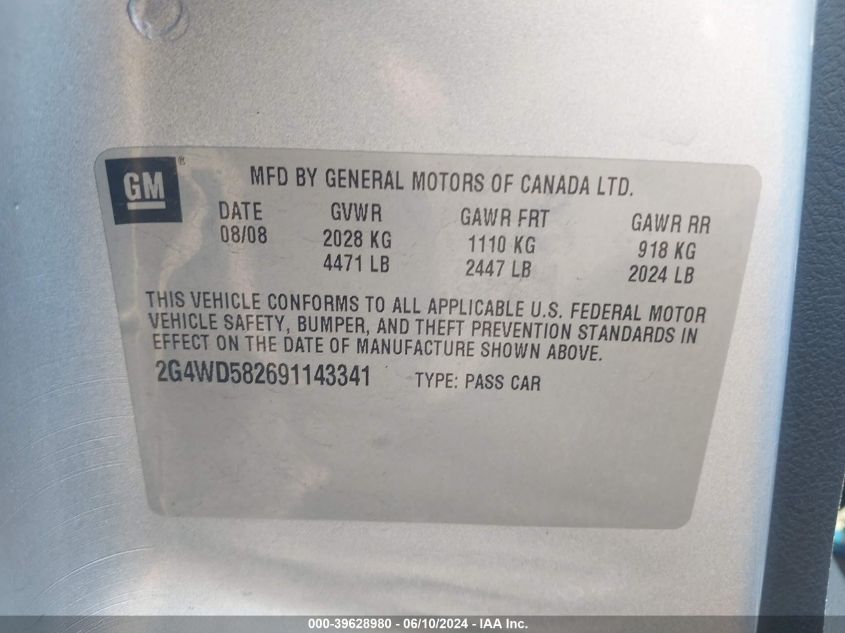 GM ®
MFD BY GENERAL MOTORS OF CANADA LTD.
DATE GVWR GAWR FRT GAWR RR
08/08 2028 KG 1110 KG 918 KG
4471 LB 2447 LB 2024 LB
THIS VEHICLE CONFORMS TO ALL APPLICABLE U.S. FEDERAL MOTOR
VEHICLE SAFETY, BUMPER, AND THEFT PREVENTION STANDARDS IN
EFFECT ON THE DATE OF MANUFACTURE SHOWN ABOVE.
2G4WD582691143341 TYPE: PASS CAR
000-39628980 - 06/10/2024 - IAA Inc.